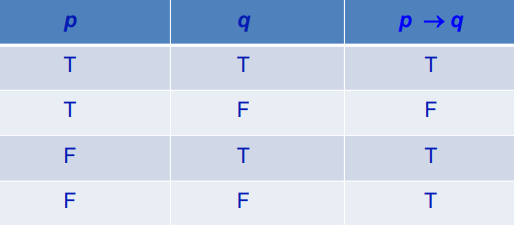 p q p → q
T T T
T F F
F T T
F F T